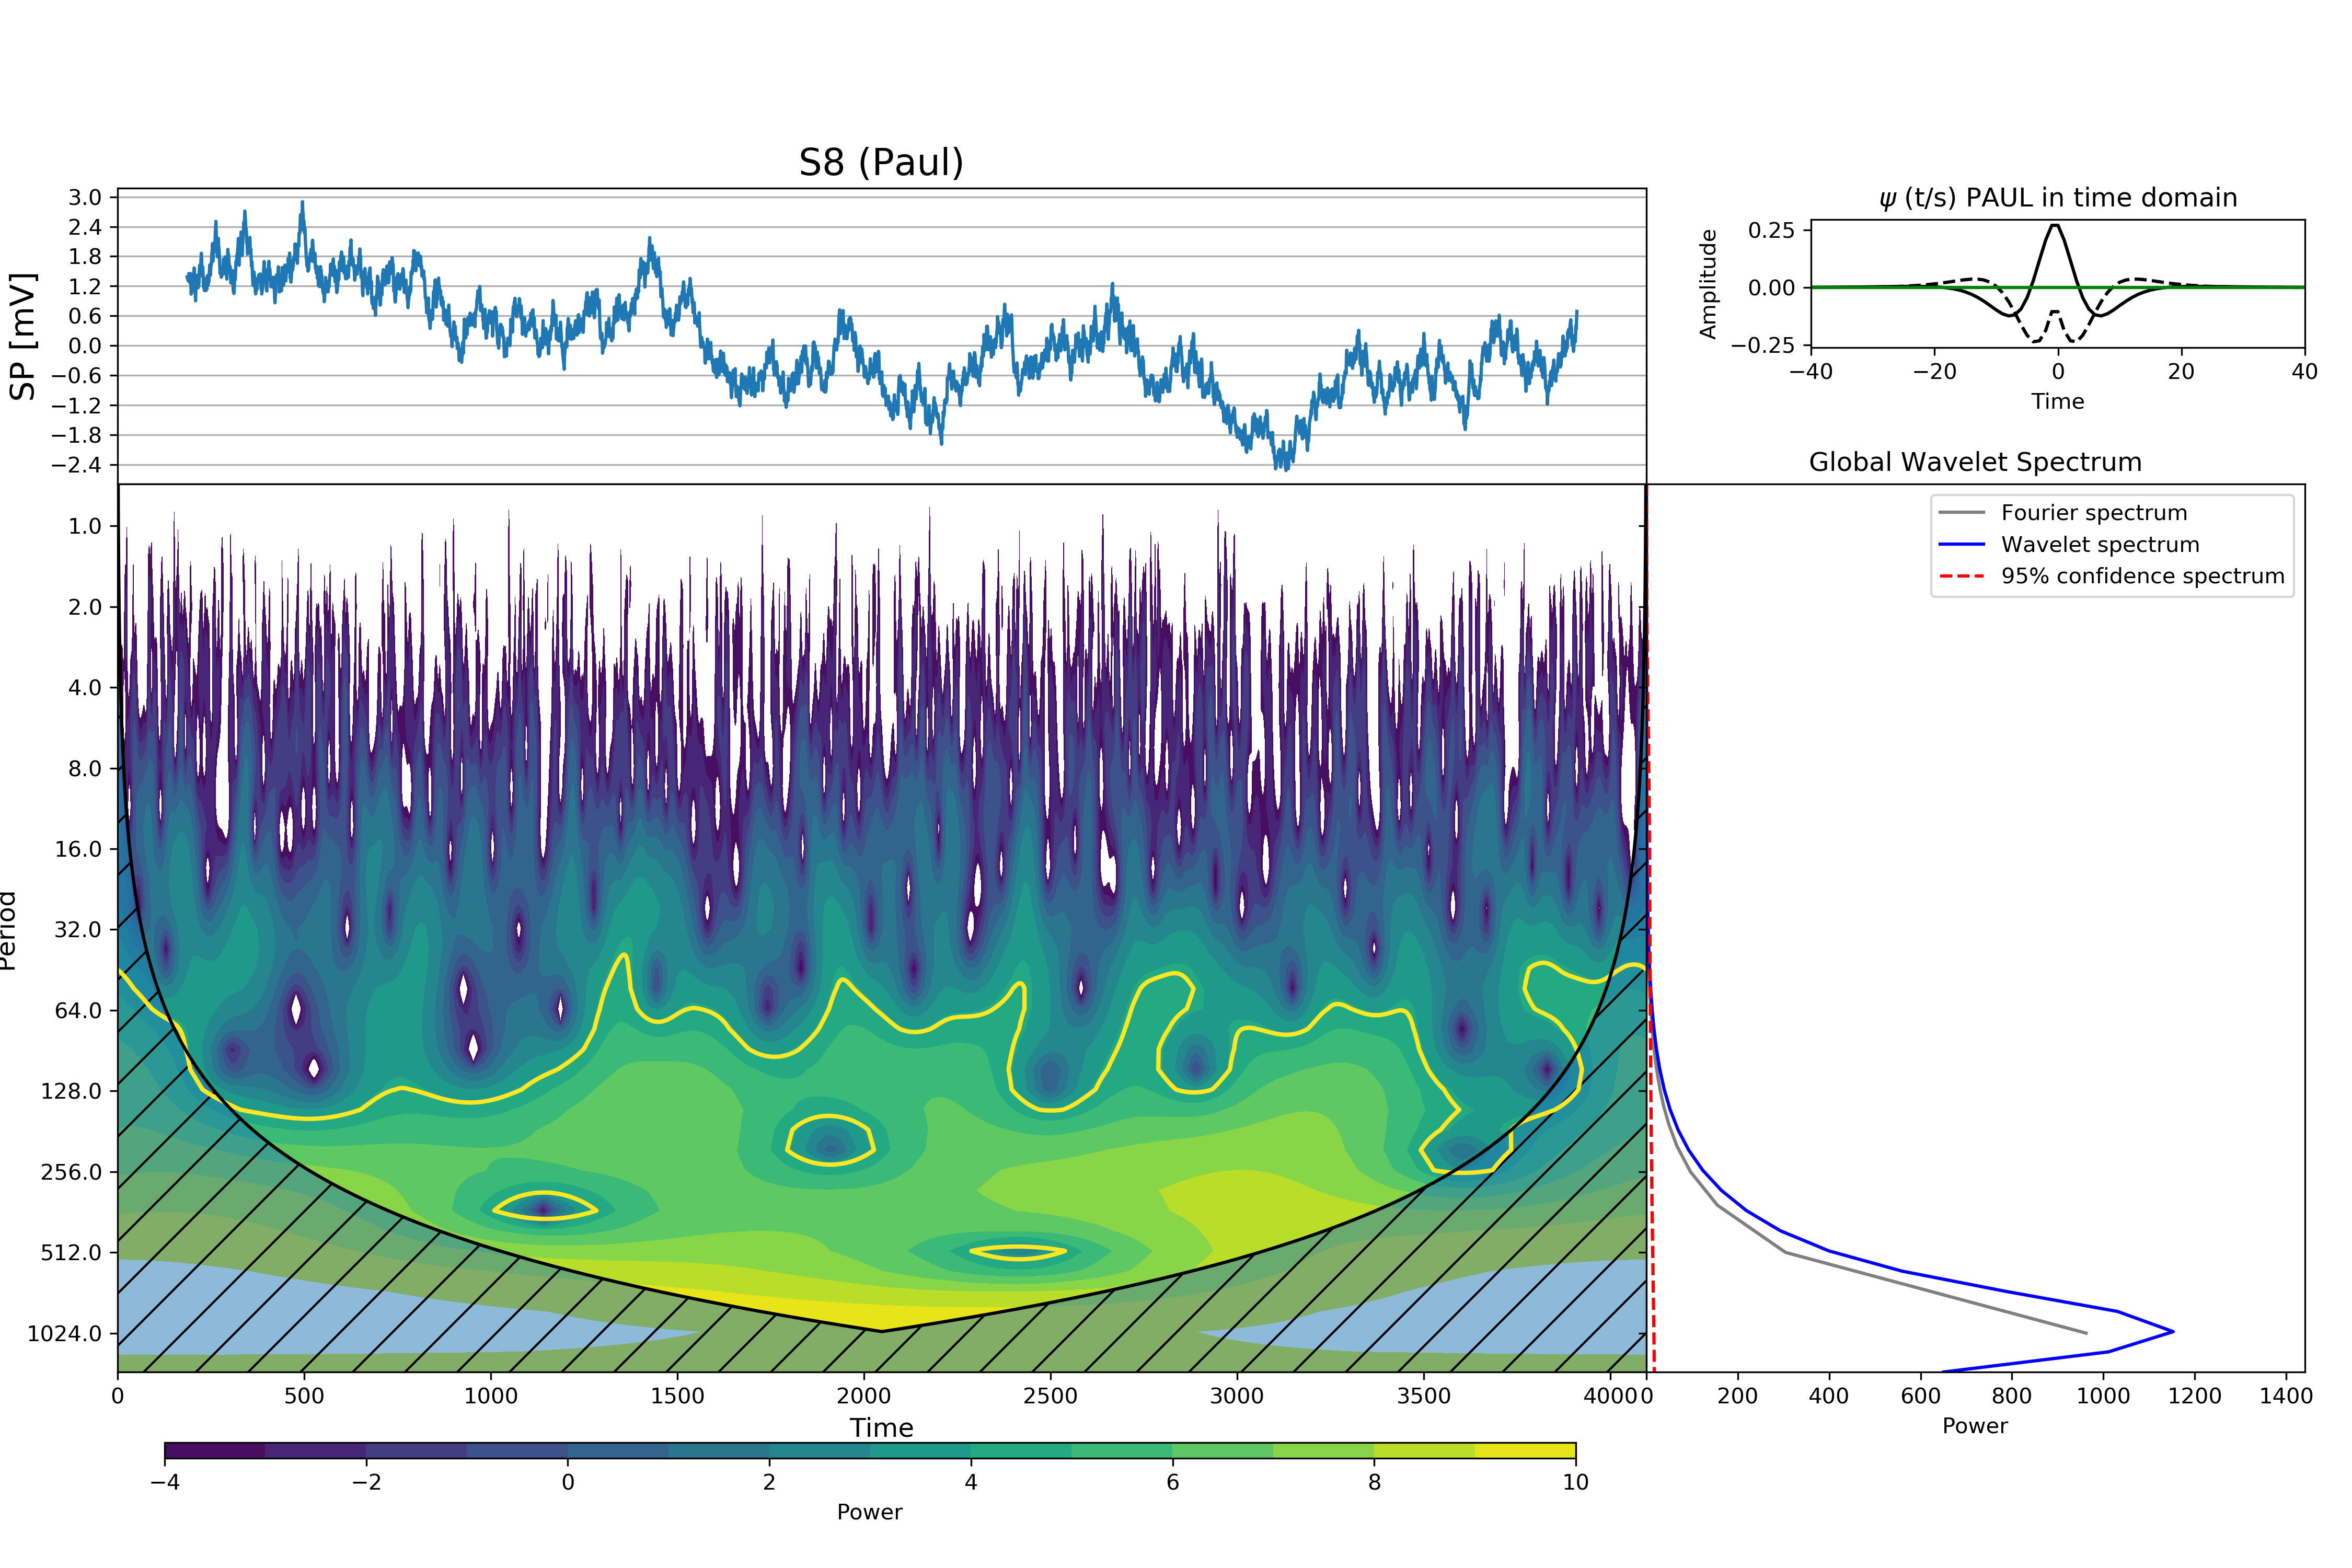 S8 (Paul)
SP [mV]
3.0
2.4
1.8
1.2
0.6
0.0
−0.6
−1.2
−1.8
−2.4
ψ (t/s) PAUL in time domain
Amplitude
0.25
0.00
−0.25
−40 −20 0 20 40
Time
Global Wavelet Spectrum
Fourier spectrum
Wavelet spectrum
95% confidence spectrum
Period
1.0
2.0
4.0
8.0
16.0
32.0
64.0
128.0
256.0
512.0
1024.0
0 500 1000 1500 2000 2500 3000 3500 4000
Time
0 200 400 600 800 1000 1200 1400
Power
−4 −2 0 2 4 6 8 10
Power